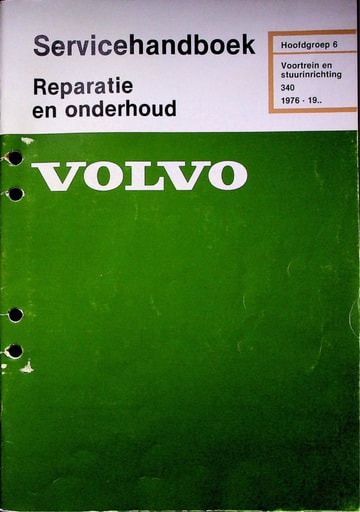 Servicehandboek
Reparatie
en onderhoud
Hoofdgroep 6
Voortrein en
stuurinrichting
340
1976 - 19..
VOLVO